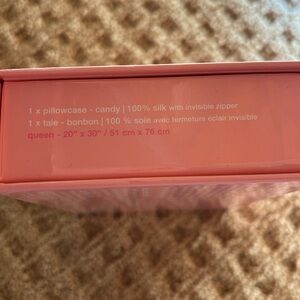 1 x pillowcase - candy | 100% silk with invisible zipper
1 x taie - bonbon | 100 % soie avec fermeture eclair invisible
queen - 20" x 30" / 51 cm x 76 cm